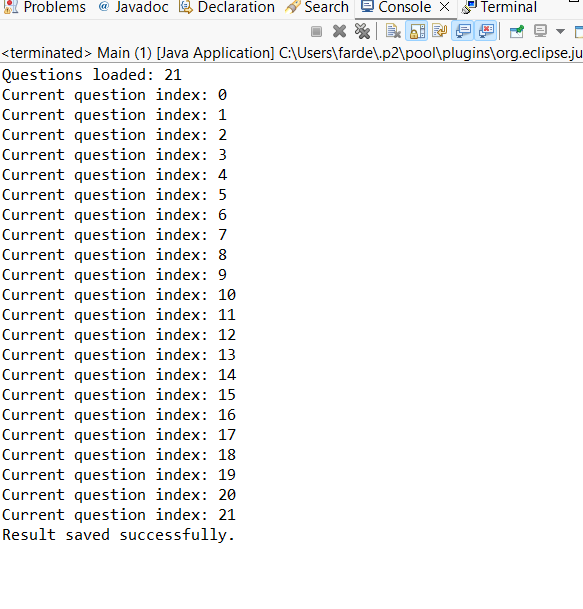 Problems @ Javadoc Declaration Search Console Terminal
<terminated> Main (1) [Java Application] C:\Users\farde\.p2\pool\plugins\org.eclipse.ju
Questions loaded: 21
Current question index: 0
Current question index: 1
Current question index: 2
Current question index: 3
Current question index: 4
Current question index: 5
Current question index: 6
Current question index: 7
Current question index: 8
Current question index: 9
Current question index: 10
Current question index: 11
Current question index: 12
Current question index: 13
Current question index: 14
Current question index: 15
Current question index: 16
Current question index: 17
Current question index: 18
Current question index: 19
Current question index: 20
Current question index: 21
Result saved successfully.